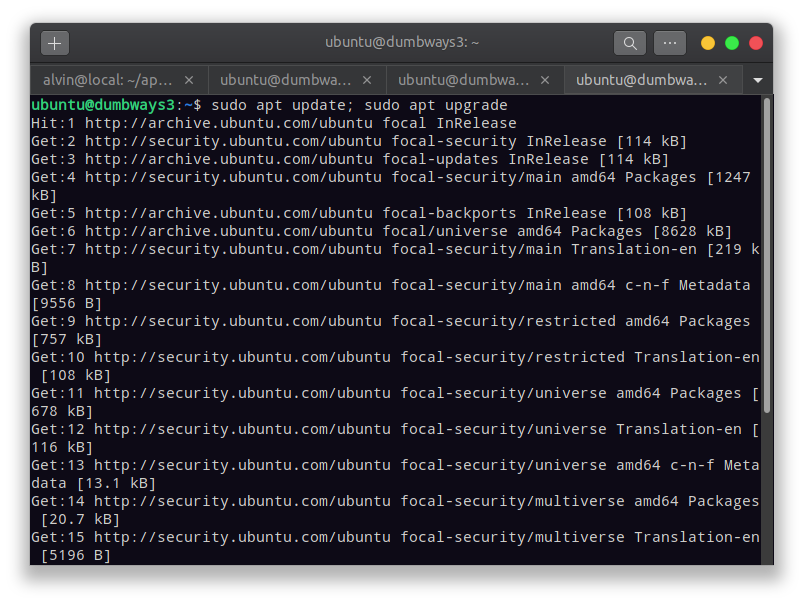 ubuntu@dumbways3: ~
alvin@local: ~/ap... × ubuntu@dumbwa... × ubuntu@dumbwa... × ubuntu@dumbwa... ×
ubuntu@dumbways3:~$ sudo apt update; sudo apt upgrade
Hit:1 http://archive.ubuntu.com/ubuntu focal InRelease
Get:2 http://security.ubuntu.com/ubuntu focal-security InRelease [114 kB]
Get:3 http://archive.ubuntu.com/ubuntu focal-updates InRelease [114 kB]
Get:4 http://security.ubuntu.com/ubuntu focal-security/main amd64 Packages [1247
kB]
Get:5 http://archive.ubuntu.com/ubuntu focal-backports InRelease [108 kB]
Get:6 http://archive.ubuntu.com/ubuntu focal/universe amd64 Packages [8628 kB]
Get:7 http://security.ubuntu.com/ubuntu focal-security/main Translation-en [219 k
B]
Get:8 http://security.ubuntu.com/ubuntu focal-security/main amd64 c-n-f Metadata
[9556 B]
Get:9 http://security.ubuntu.com/ubuntu focal-security/restricted amd64 Packages
[757 kB]
Get:10 http://security.ubuntu.com/ubuntu focal-security/restricted Translation-en
[108 kB]
Get:11 http://security.ubuntu.com/ubuntu focal-security/universe amd64 Packages [
678 kB]
Get:12 http://security.ubuntu.com/ubuntu focal-security/universe Translation-en [
116 kB]
Get:13 http://security.ubuntu.com/ubuntu focal-security/universe amd64 c-n-f Meta
data [13.1 kB]
Get:14 http://security.ubuntu.com/ubuntu focal-security/multiverse amd64 Packages
[20.7 kB]
Get:15 http://security.ubuntu.com/ubuntu focal-security/multiverse Translation-en
[5196 B]